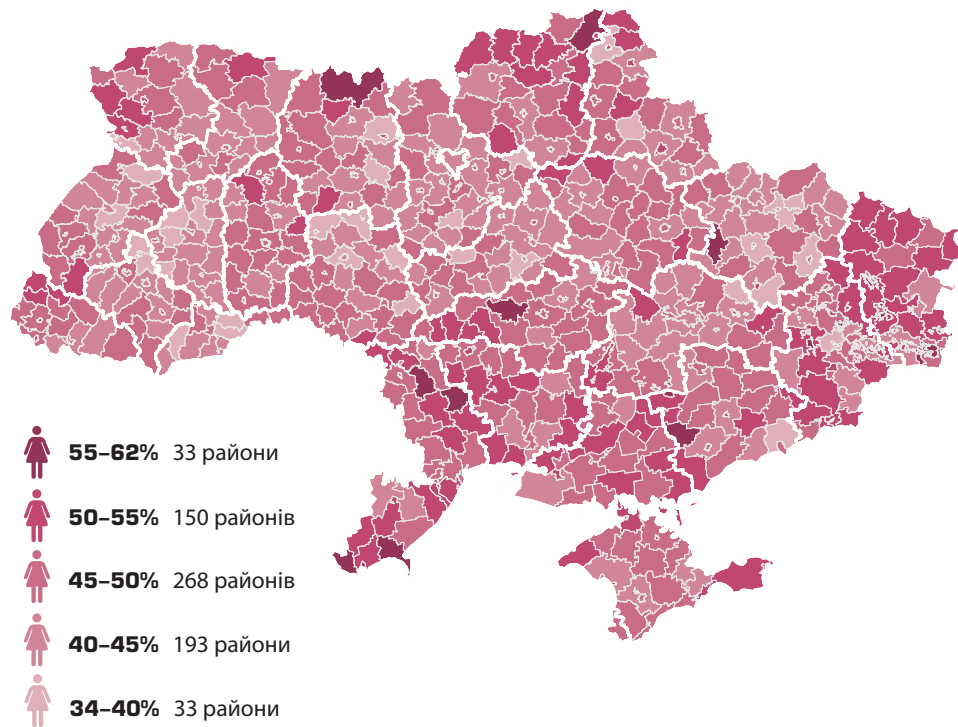 55–62% 33 райони
50–55% 150 районів
45–50% 268 районів
40–45% 193 райони
34–40% 33 райони